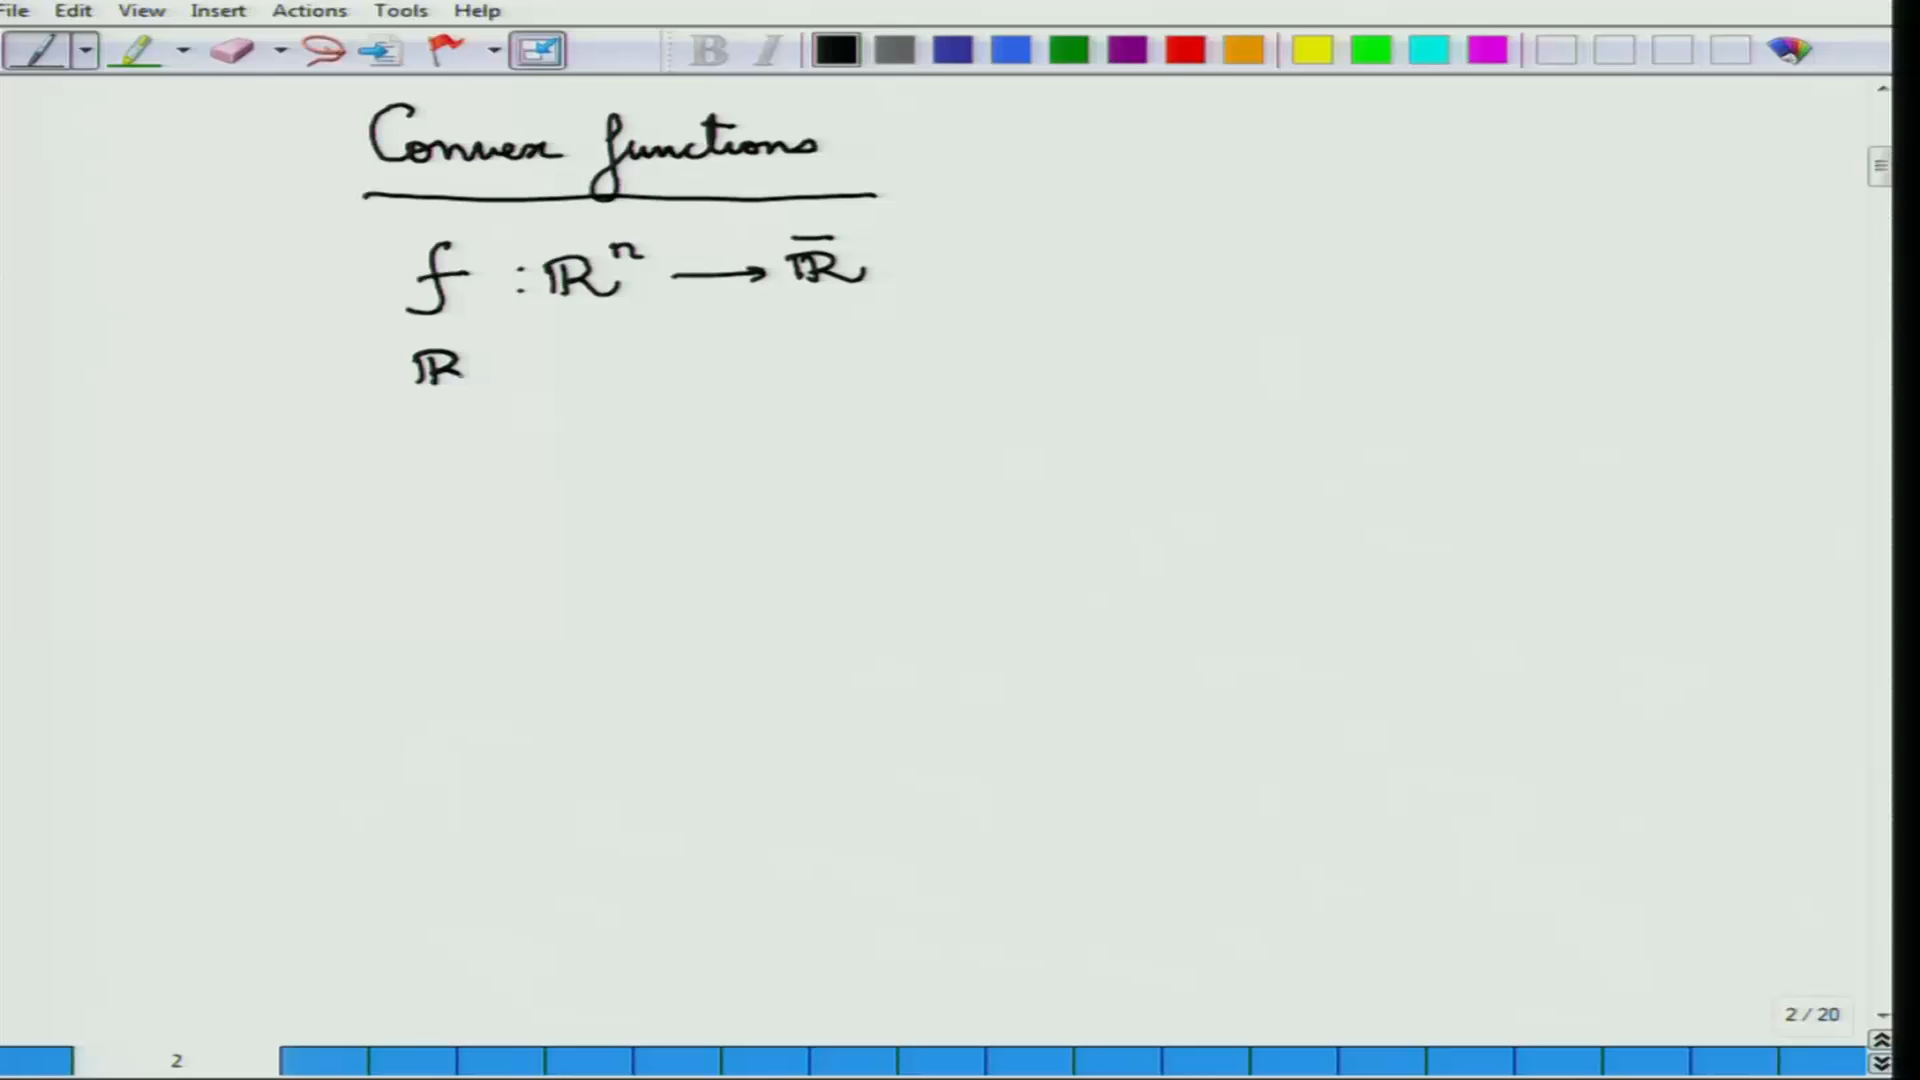 File Edit View Insert Actions Tools Help
B I
Convex functions
f : ℝⁿ → ℝ̄
ℝ
2 / 20
2